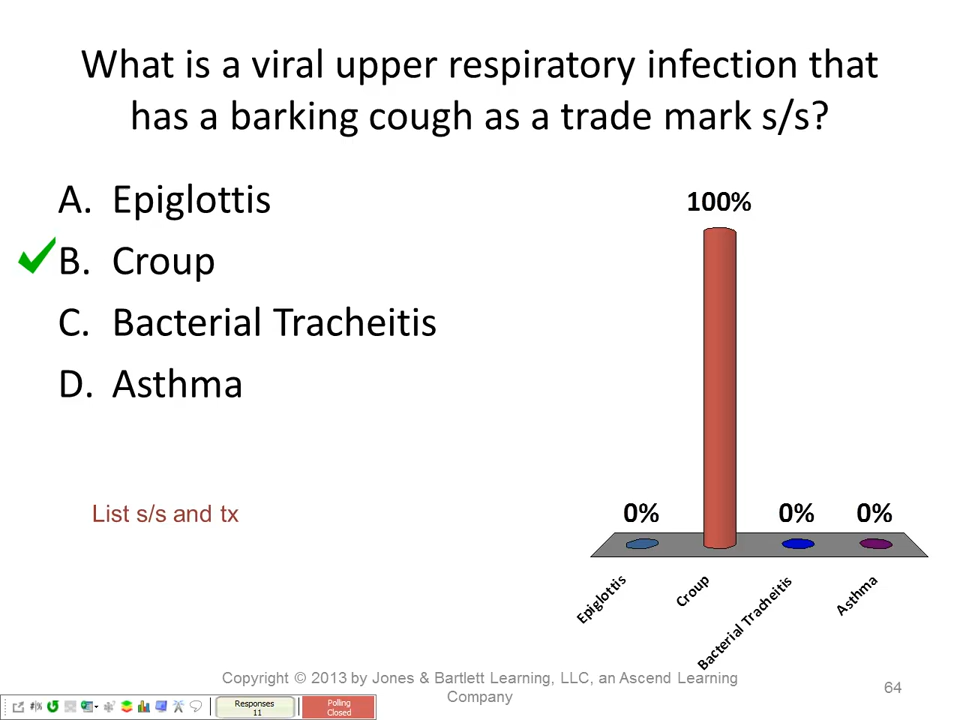 What is a viral upper respiratory infection that
has a barking cough as a trade mark s/s?
A. Epiglottis
B. Croup
C. Bacterial Tracheitis
D. Asthma
List s/s and tx
100%
0%
0%
0%
Epiglottis
Croup
Bacterial Tracheitis
Asthma
Copyright © 2013 by Jones & Bartlett Learning, LLC, an Ascend Learning
Company
64
Responses
11
Polling
Closed